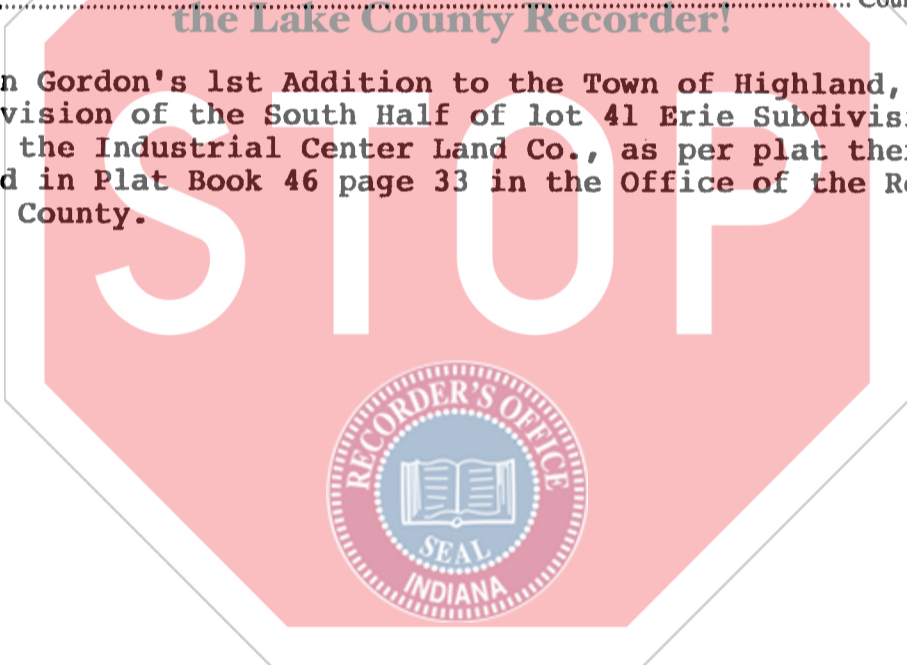 the Lake County Recorder!
n Gordon's 1st Addition to the Town of Highland,
vision of the South Half of lot 41 Erie Subdivis
the Industrial Center Land Co., as per plat the
d in Plat Book 46 page 33 in the Office of the R
County.
STOP
RECORDER'S OFFICE
SEAL
INDIANA